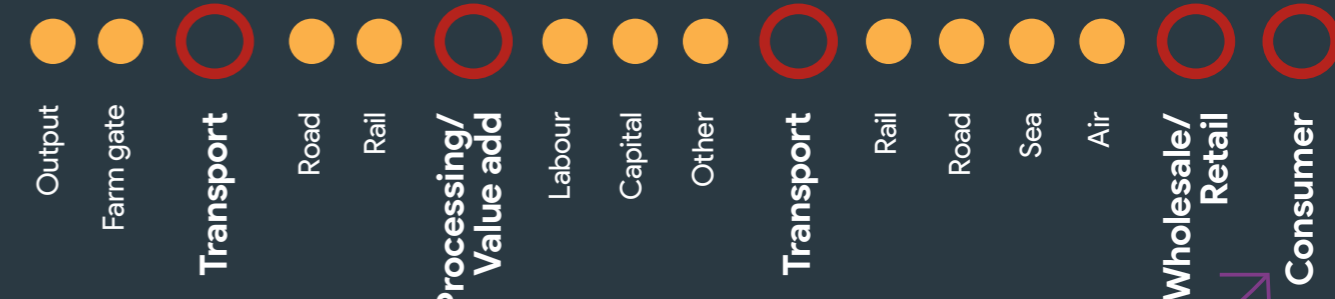 Output
Farm gate
Transport
Road
Rail
Processing/
Value add
Labour
Capital
Other
Transport
Rail
Road
Sea
Air
Wholesale/
Retail
Consumer